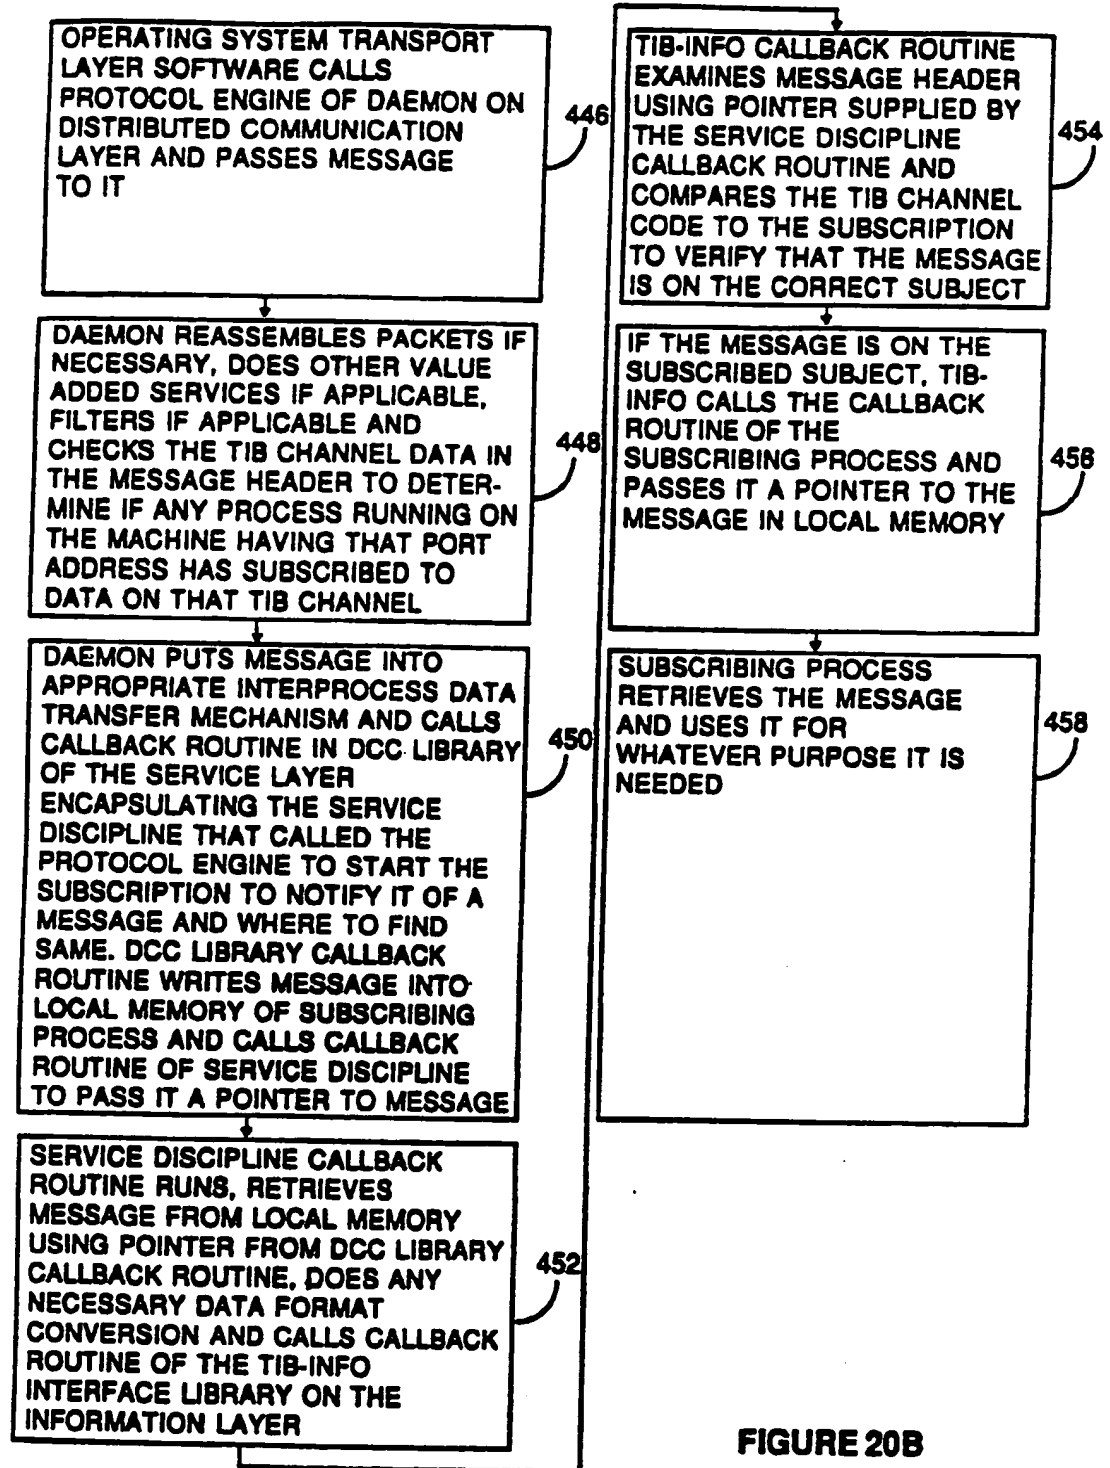 OPERATING SYSTEM TRANSPORT
LAYER SOFTWARE CALLS
PROTOCOL ENGINE OF DAEMON ON
DISTRIBUTED COMMUNICATION
LAYER AND PASSES MESSAGE
TO IT
446
DAEMON REASSEMBLES PACKETS IF
NECESSARY, DOES OTHER VALUE
ADDED SERVICES IF APPLICABLE,
FILTERS IF APPLICABLE AND
CHECKS THE TIB CHANNEL DATA IN
THE MESSAGE HEADER TO DETER-
MINE IF ANY PROCESS RUNNING ON
THE MACHINE HAVING THAT PORT
ADDRESS HAS SUBSCRIBED TO
DATA ON THAT TIB CHANNEL
448
DAEMON PUTS MESSAGE INTO
APPROPRIATE INTERPROCESS DATA
TRANSFER MECHANISM AND CALLS
CALLBACK ROUTINE IN DCC LIBRARY
OF THE SERVICE LAYER
ENCAPSULATING THE SERVICE
DISCIPLINE THAT CALLED THE
PROTOCOL ENGINE TO START THE
SUBSCRIPTION TO NOTIFY IT OF A
MESSAGE AND WHERE TO FIND
SAME. DCC LIBRARY CALLBACK
ROUTINE WRITES MESSAGE INTO
LOCAL MEMORY OF SUBSCRIBING
PROCESS AND CALLS CALLBACK
ROUTINE OF SERVICE DISCIPLINE
TO PASS IT A POINTER TO MESSAGE
450
SERVICE DISCIPLINE CALLBACK
ROUTINE RUNS, RETRIEVES
MESSAGE FROM LOCAL MEMORY
USING POINTER FROM DCC LIBRARY
CALLBACK ROUTINE, DOES ANY
NECESSARY DATA FORMAT
CONVERSION AND CALLS CALLBACK
ROUTINE OF THE TIB-INFO
INTERFACE LIBRARY ON THE
INFORMATION LAYER
452
TIB-INFO CALLBACK ROUTINE
EXAMINES MESSAGE HEADER
USING POINTER SUPPLIED BY
THE SERVICE DISCIPLINE
CALLBACK ROUTINE AND
COMPARES THE TIB CHANNEL
CODE TO THE SUBSCRIPTION
TO VERIFY THAT THE MESSAGE
IS ON THE CORRECT SUBJECT
454
IF THE MESSAGE IS ON THE
SUBSCRIBED SUBJECT, TIB-
INFO CALLS THE CALLBACK
ROUTINE OF THE
SUBSCRIBING PROCESS AND
PASSES IT A POINTER TO THE
MESSAGE IN LOCAL MEMORY
456
SUBSCRIBING PROCESS
RETRIEVES THE MESSAGE
AND USES IT FOR
WHATEVER PURPOSE IT IS
NEEDED
458
FIGURE 20B